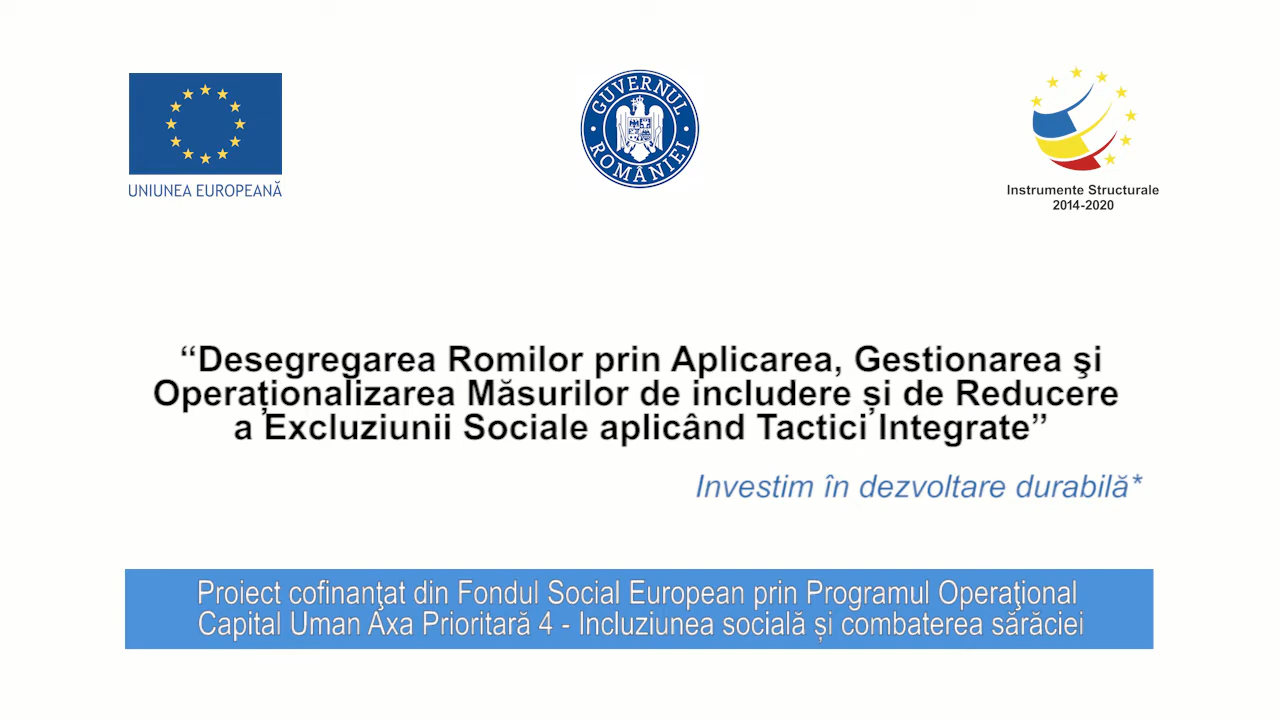 UNIUNEA EUROPEANĂ
GUVERNUL ROMÂNIEI
Instrumente Structurale
2014-2020
“Desegregarea Romilor prin Aplicarea, Gestionarea şi
Operaționalizarea Măsurilor de includere și de Reducere
a Excluziunii Sociale aplicând Tactici Integrate”
Investim în dezvoltare durabilă*
Proiect cofinanţat din Fondul Social European prin Programul Operaţional
Capital Uman Axa Prioritară 4 - Incluziunea socială și combaterea sărăciei